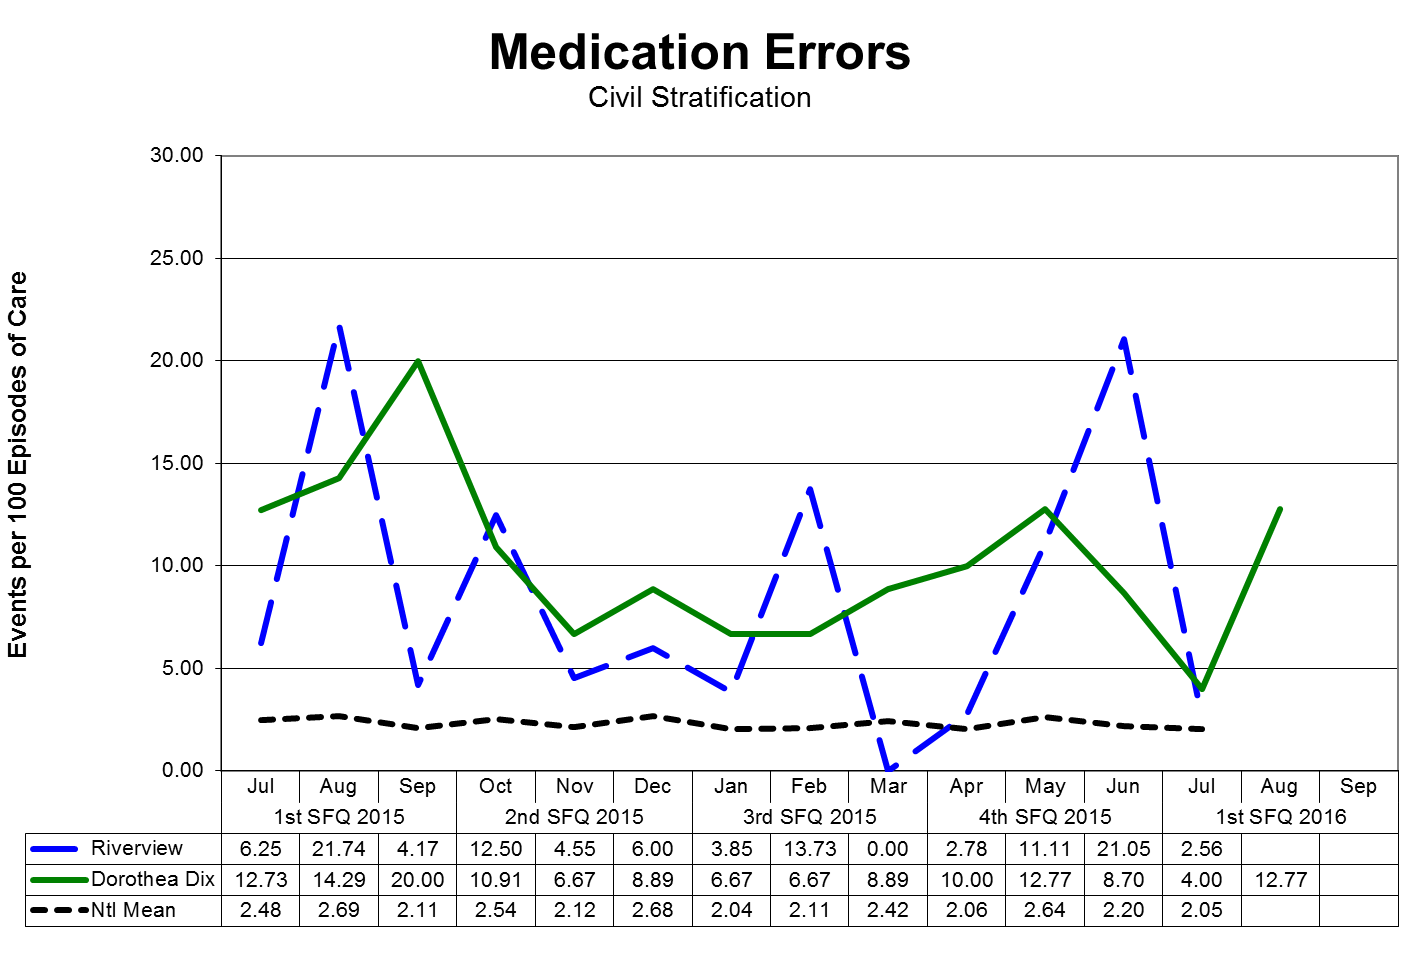 Medication Errors
Civil Stratification
Events per 100 Episodes of Care
30.00
25.00
20.00
15.00
10.00
5.00
0.00
Jul Aug Sep Oct Nov Dec Jan Feb Mar Apr May Jun Jul Aug Sep
1st SFQ 2015 2nd SFQ 2015 3rd SFQ 2015 4th SFQ 2015 1st SFQ 2016
Riverview 6.25 21.74 4.17 12.50 4.55 6.00 3.85 13.73 0.00 2.78 11.11 21.05 2.56
Dorothea Dix 12.73 14.29 20.00 10.91 6.67 8.89 6.67 6.67 8.89 10.00 12.77 8.70 4.00 12.77
Ntl Mean 2.48 2.69 2.11 2.54 2.12 2.68 2.04 2.11 2.42 2.06 2.64 2.20 2.05